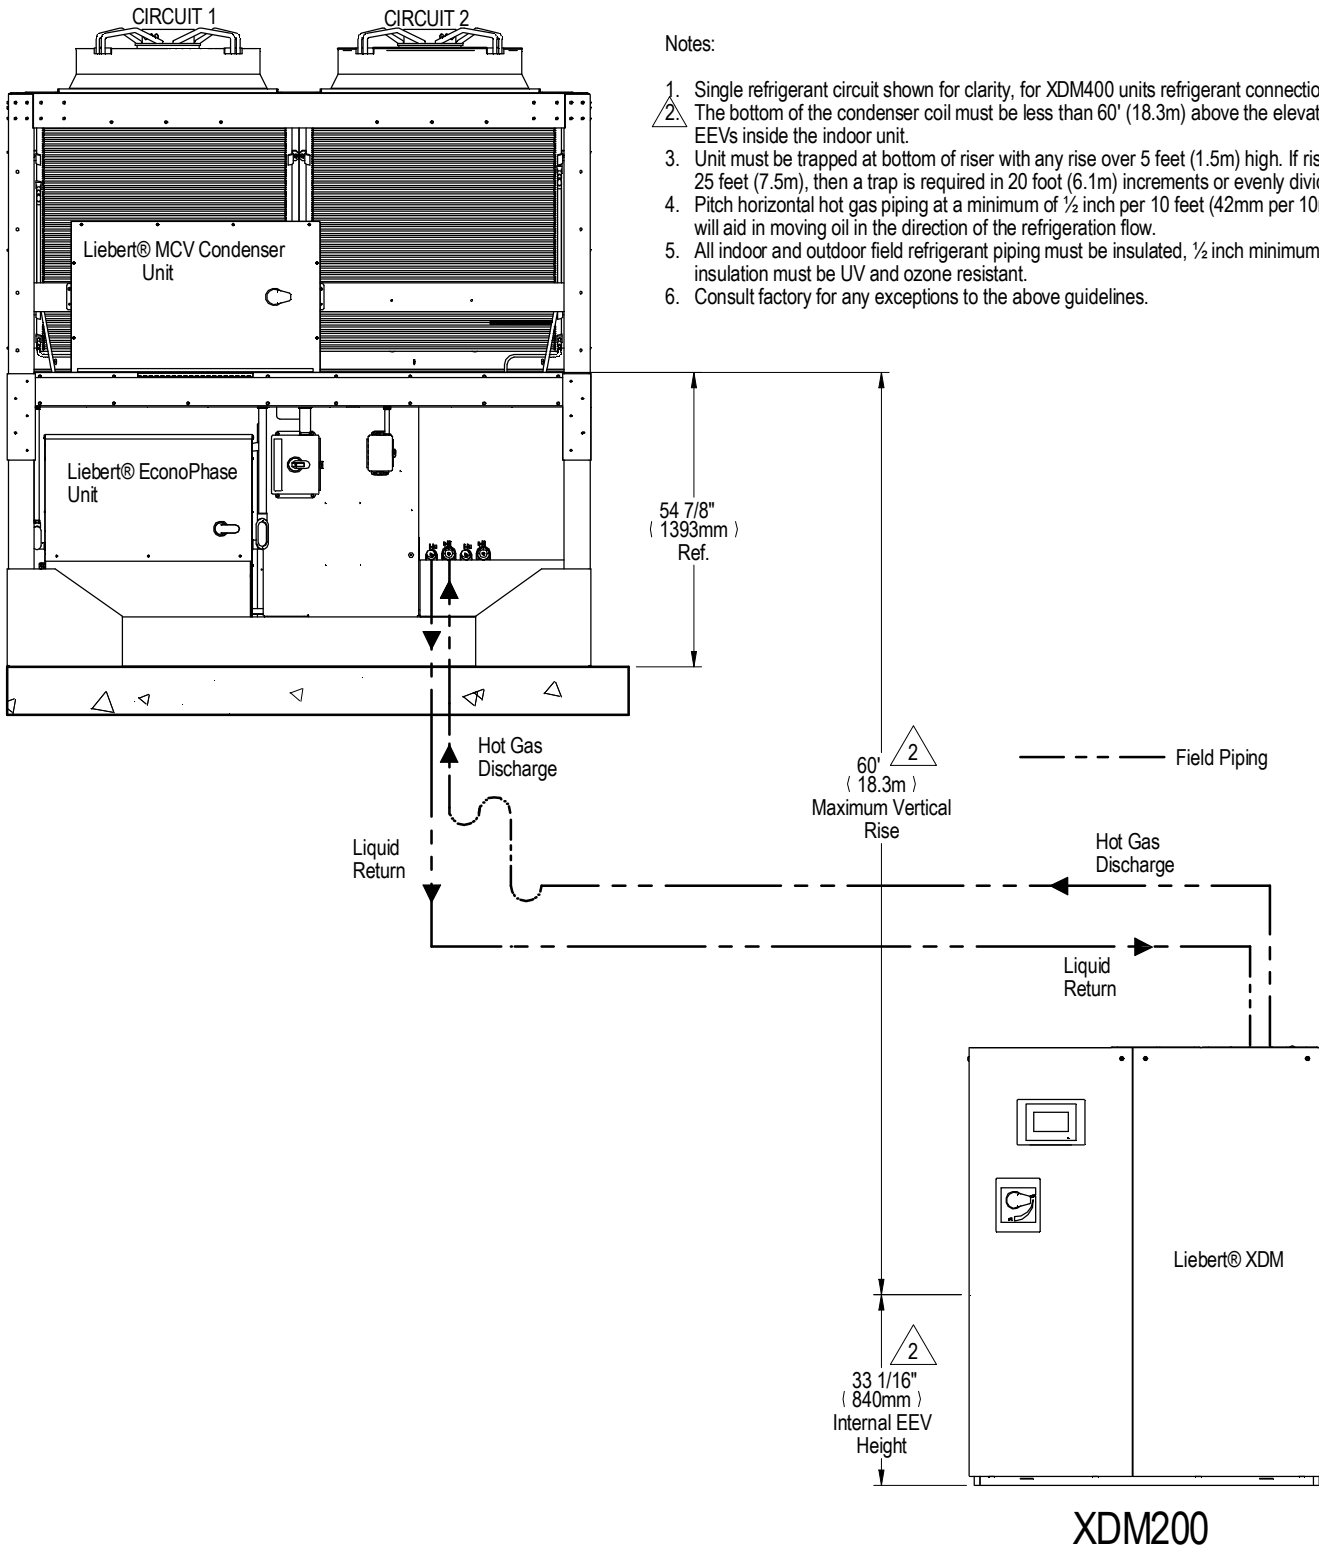 CIRCUIT 1
CIRCUIT 2
Notes:
1. Single refrigerant circuit shown for clarity, for XDM400 units refrigerant
2. The bottom of the condenser coil must be less than 60' (18.3m) above the
EEVs inside the indoor unit.
3. Unit must be trapped at bottom of riser with any rise over 5 feet (1.5m) high. If
25 feet (7.5m), then a trap is required in 20 foot (6.1m) increments or evenly
4. Pitch horizontal hot gas piping at a minimum of ½ inch per 10 feet (42mm per
will aid in moving oil in the direction of the refrigeration flow.
5. All indoor and outdoor field refrigerant piping must be insulated, ½ inch minimum
insulation must be UV and ozone resistant.
6. Consult factory for any exceptions to the above guidelines.
Liebert® MCV Condenser
Unit
Liebert® EconoPhase
Unit
54 7/8"
( 1393mm )
Ref.
Hot Gas
Discharge
Liquid
Return
2
60'
( 18.3m )
Maximum Vertical
Rise
Field Piping
Hot Gas
Discharge
Liquid
Return
Liebert® XDM
2
33 1/16"
( 840mm )
Internal EEV
Height
XDM200